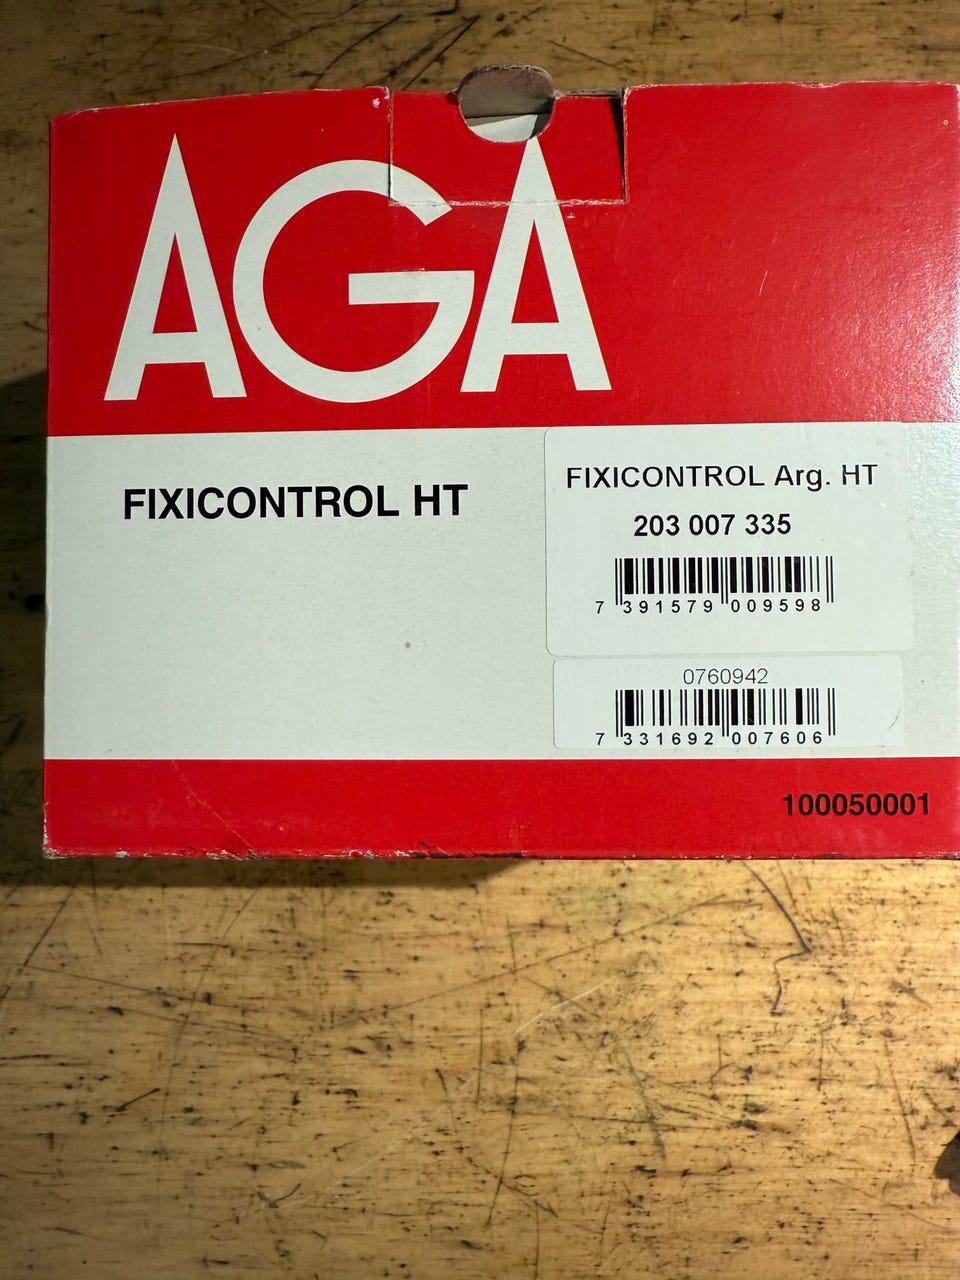 AGA
FIXICONTROL HT
FIXICONTROL Arg. HT
203 007 335
7 391579 009598
0760942
7 331692 007606
100050001